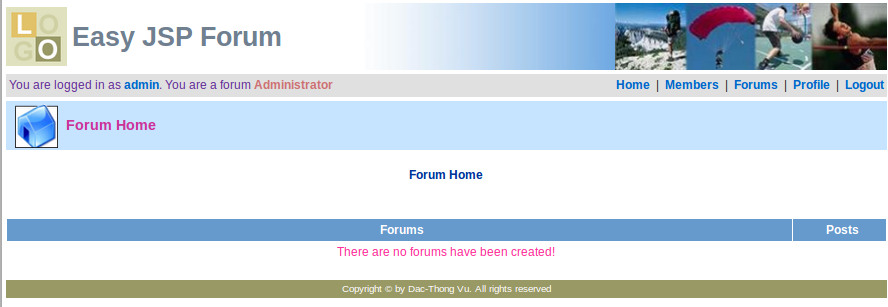 LO
GO
Easy JSP Forum
You are logged in as admin. You are a forum Administrator
Home | Members | Forums | Profile | Logout
Forum Home
Forum Home
Forums Posts
There are no forums have been created!
Copyright © by Dac-Thong Vu. All rights reserved